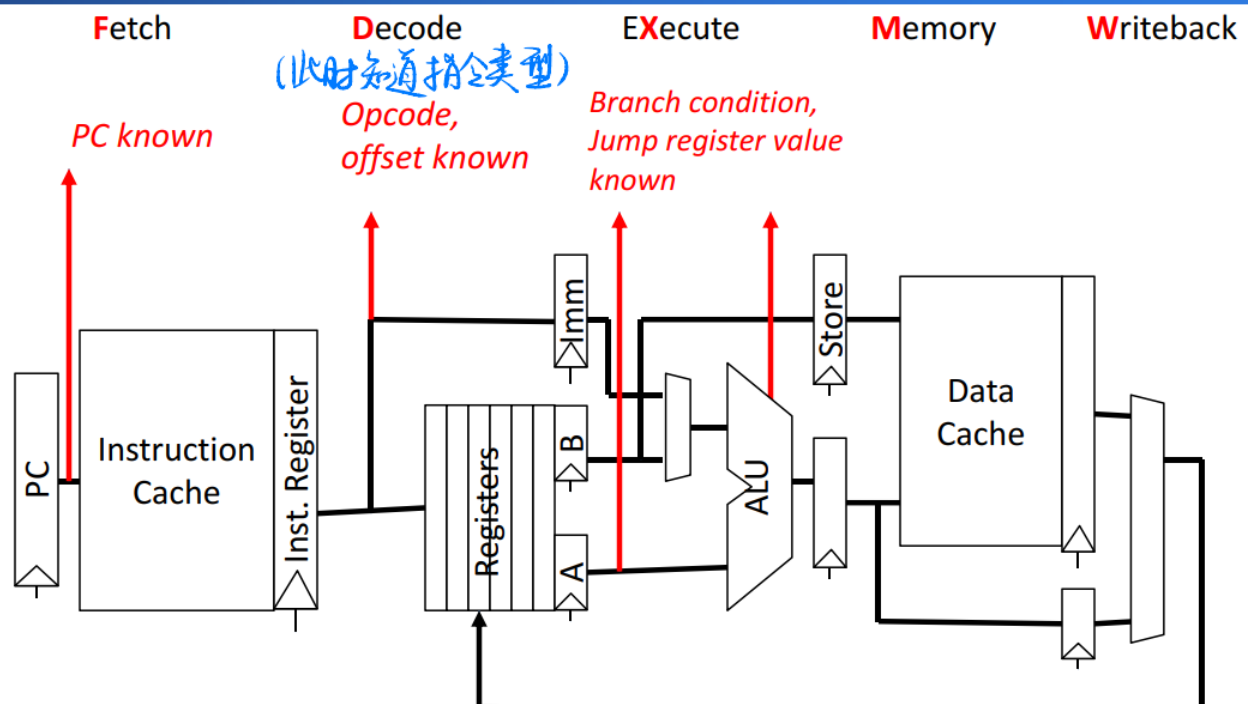 Fetch
Decode
EXecute
Memory
Writeback
(此时知道指令类型)
PC known
Opcode,
offset known
Branch condition,
Jump register value
known
PC
Instruction
Cache
Inst. Register
Registers
Imm
B
A
ALU
Store
Data
Cache